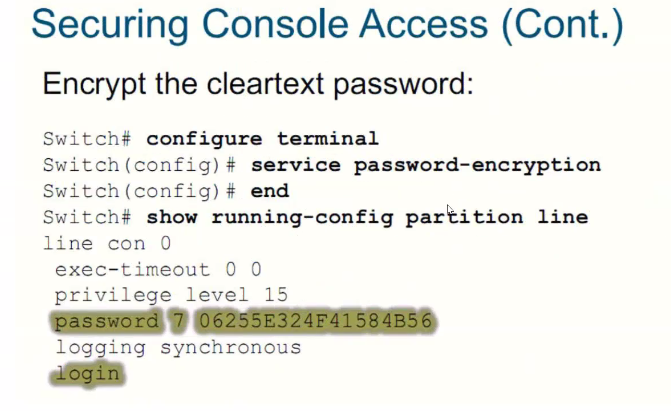 Securing Console Access (Cont.)
Encrypt the cleartext password:
Switch# configure terminal
Switch(config)# service password-encryption
Switch(config)# end
Switch# show running-config partition line
line con 0
exec-timeout 0 0
privilege level 15
password 7 06255E324F41584B56
logging synchronous
login